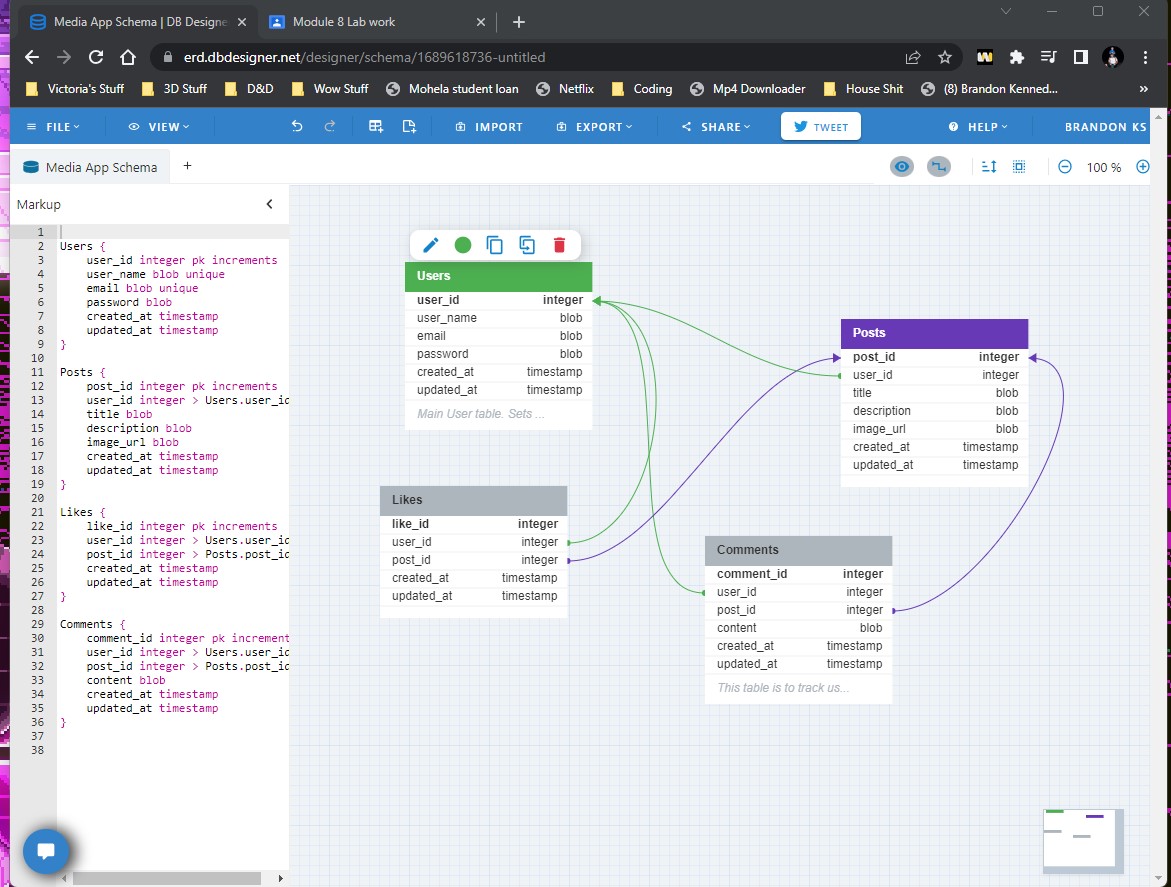 Media App Schema | DB Designe
Module 8 Lab work
erd.dbdesigner.net/designer/schema/1689618736-untitled
Victoria's Stuff
3D Stuff
D&D
Wow Stuff
Mohela student loan
Netflix
Coding
Mp4 Downloader
House Shit
(8) Brandon Kenned...
»
FILE
VIEW
IMPORT
EXPORT
SHARE
TWEET
HELP
BRANDON KS
Media App Schema
+
100 %
Markup
1
2 Users {
3 user_id integer pk increments
4 user_name blob unique
5 email blob unique
6 password blob
7 created_at timestamp
8 updated_at timestamp
9 }
10
11 Posts {
12 post_id integer pk increments
13 user_id integer > Users.user_id
14 title blob
15 description blob
16 image_url blob
17 created_at timestamp
18 updated_at timestamp
19 }
20
21 Likes {
22 like_id integer pk increments
23 user_id integer > Users.user_id
24 post_id integer > Posts.post_id
25 created_at timestamp
26 updated_at timestamp
27 }
28
29 Comments {
30 comment_id integer pk increment
31 user_id integer > Users.user_id
32 post_id integer > Posts.post_id
33 content blob
34 created_at timestamp
35 updated_at timestamp
36 }
37
38
Users
user_id integer
user_name blob
email blob
password blob
created_at timestamp
updated_at timestamp
Main User table. Sets ...
Posts
post_id integer
user_id integer
title blob
description blob
image_url blob
created_at timestamp
updated_at timestamp
Likes
like_id integer
user_id integer
post_id integer
created_at timestamp
updated_at timestamp
Comments
comment_id integer
user_id integer
post_id integer
content blob
created_at timestamp
updated_at timestamp
This table is to track us...